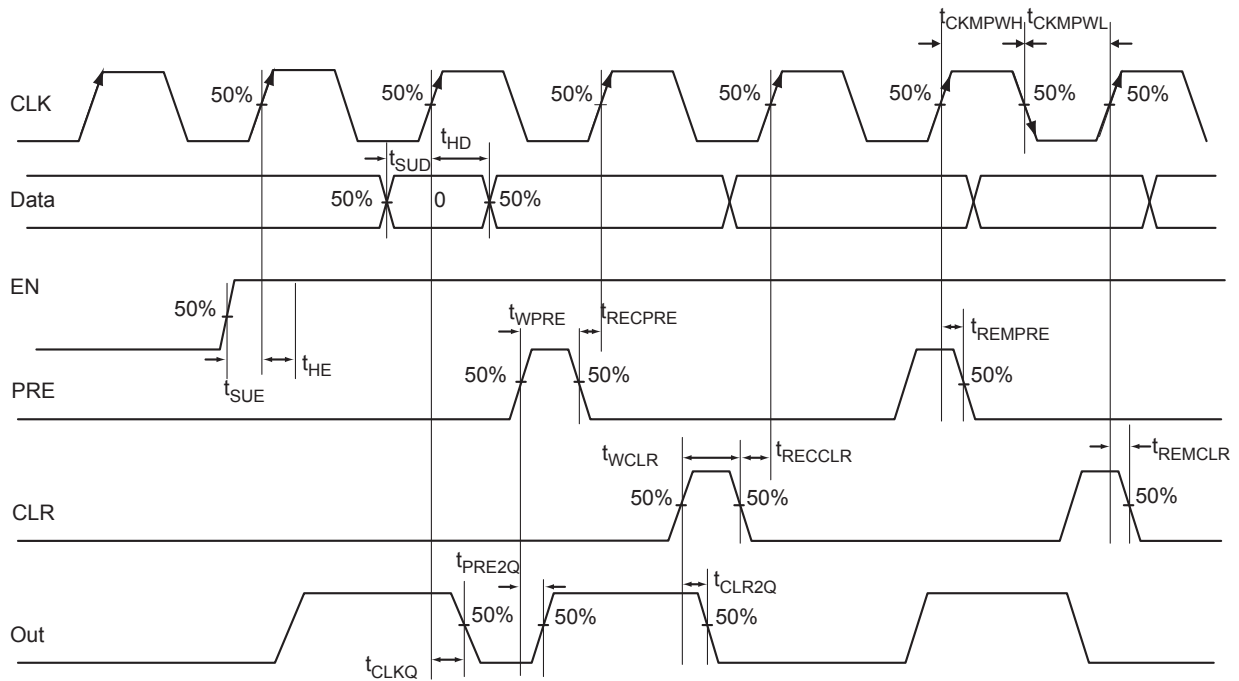 tCKMPWH tCKMPWL
CLK 50% 50% 50% 50% 50% 50% 50%
tSUD tHD
Data 50% 0 50%
EN
50%
tWPRE tRECPRE tREMPRE
tSUE tHE
PRE 50% 50% 50%
tWCLR tRECCLR tREMCLR
CLR 50% 50% 50%
tPRE2Q tCLR2Q
Out 50% 50% 50%
tCLKQ